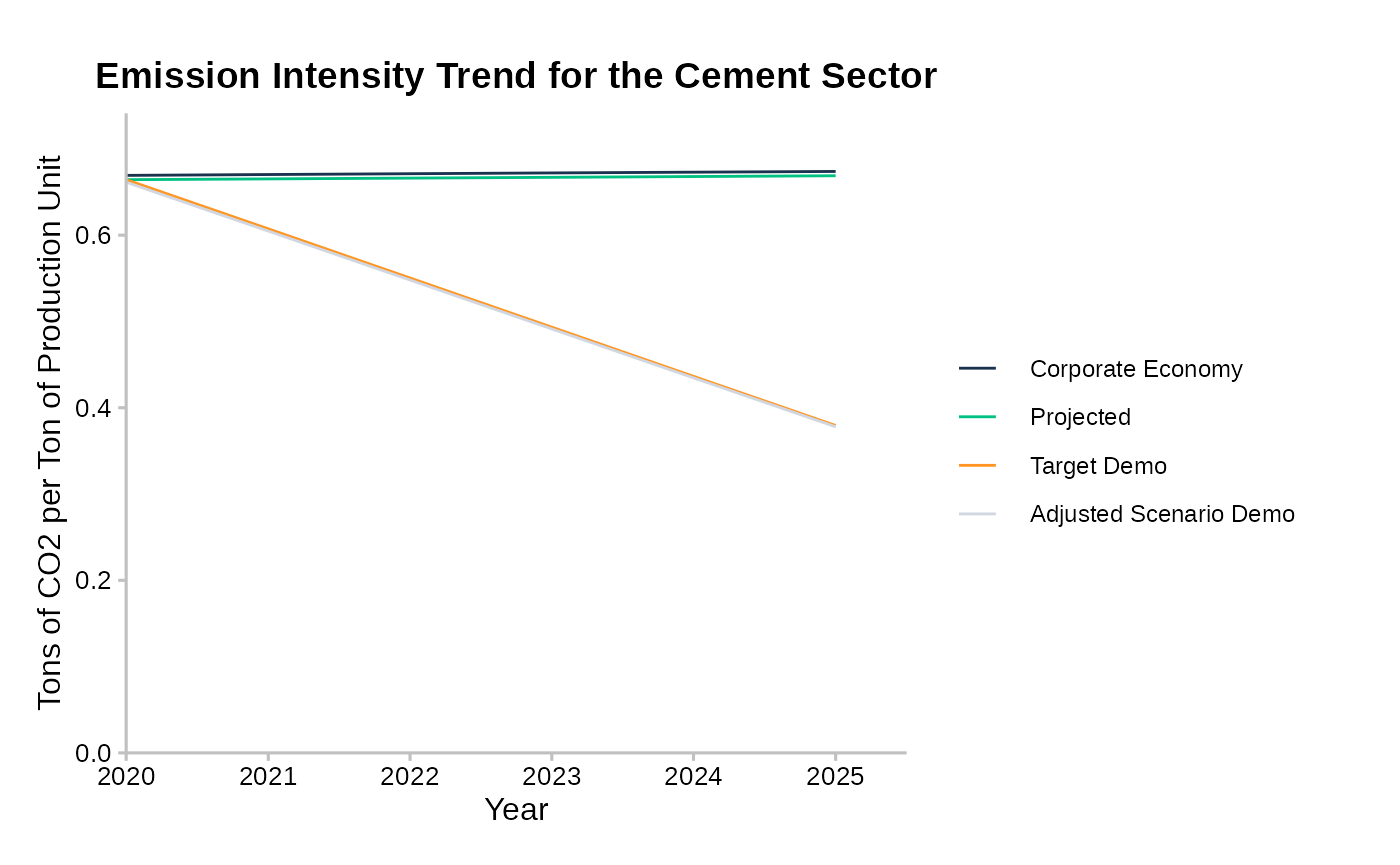 Emission Intensity Trend for the Cement Sector
Tons of CO2 per Ton of Production Unit
0.6
0.4
0.2
0.0
2020 2021 2022 2023 2024 2025
Year
Corporate Economy
Projected
Target Demo
Adjusted Scenario Demo